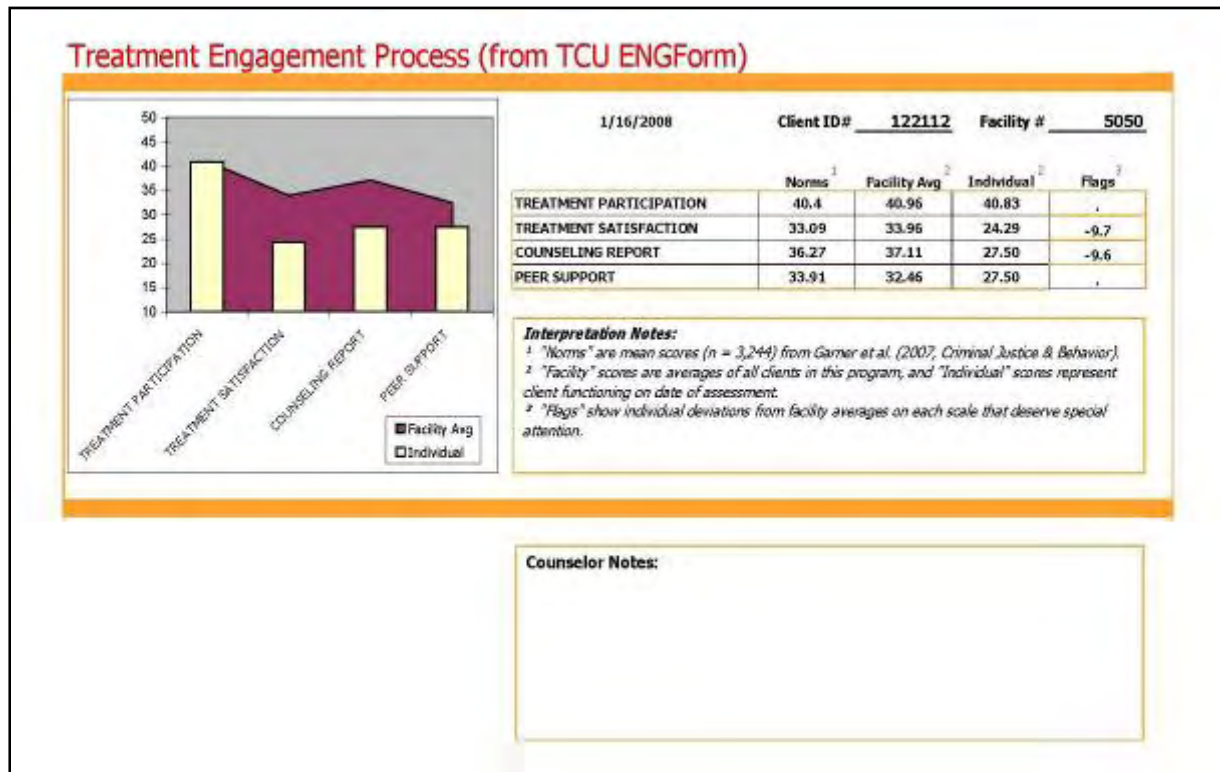 Treatment Engagement Process (from TCU ENGForm)
50
45
40
35
30
25
20
15
10
TREATMENT PARTICIPATION
TREATMENT SATISFACTION
COUNSELING REPORT
PEER SUPPORT
Facility Avg
Individual
1/16/2008 Client ID# 122112 Facility # 5050
Norms 1 Facility Avg 2 Individual 2 Flags 3
TREATMENT PARTICIPATION 40.4 40.96 40.83 .
TREATMENT SATISFACTION 33.09 33.96 24.29 -9.7
COUNSELING REPORT 36.27 37.11 27.50 -9.6
PEER SUPPORT 33.91 32.46 27.50 .
Interpretation Notes:
1 "Norms" are mean scores (n = 3,244) from Garner et al. (2007, Criminal Justice & Behavior).
2 "Facility" scores are averages of all clients in this program, and "Individual" scores represent
client functioning on date of assessment.
3 "Flags" show individual deviations from facility averages on each scale that deserve special
attention.
Counselor Notes: